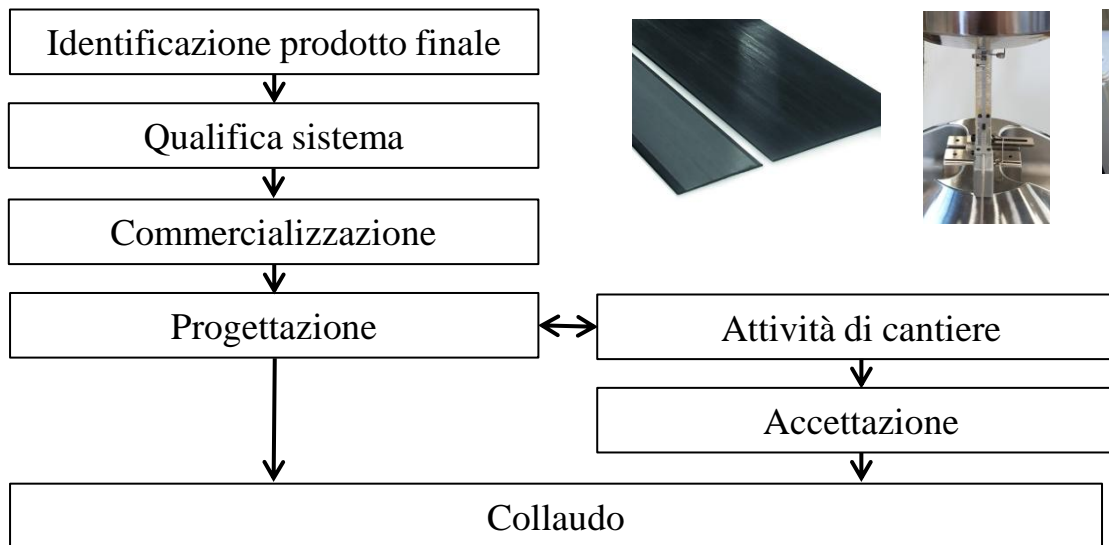 Identificazione prodotto finale
Qualifica sistema
Commercializzazione
Progettazione
Attività di cantiere
Accettazione
Collaudo